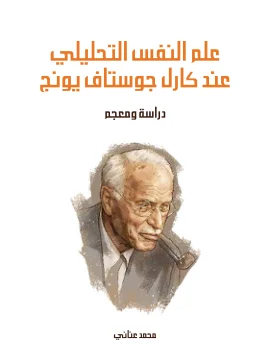 علم النفس التحليلي
عند كارل جوستاف يونج
دراسة ومعجم
محمد عناني